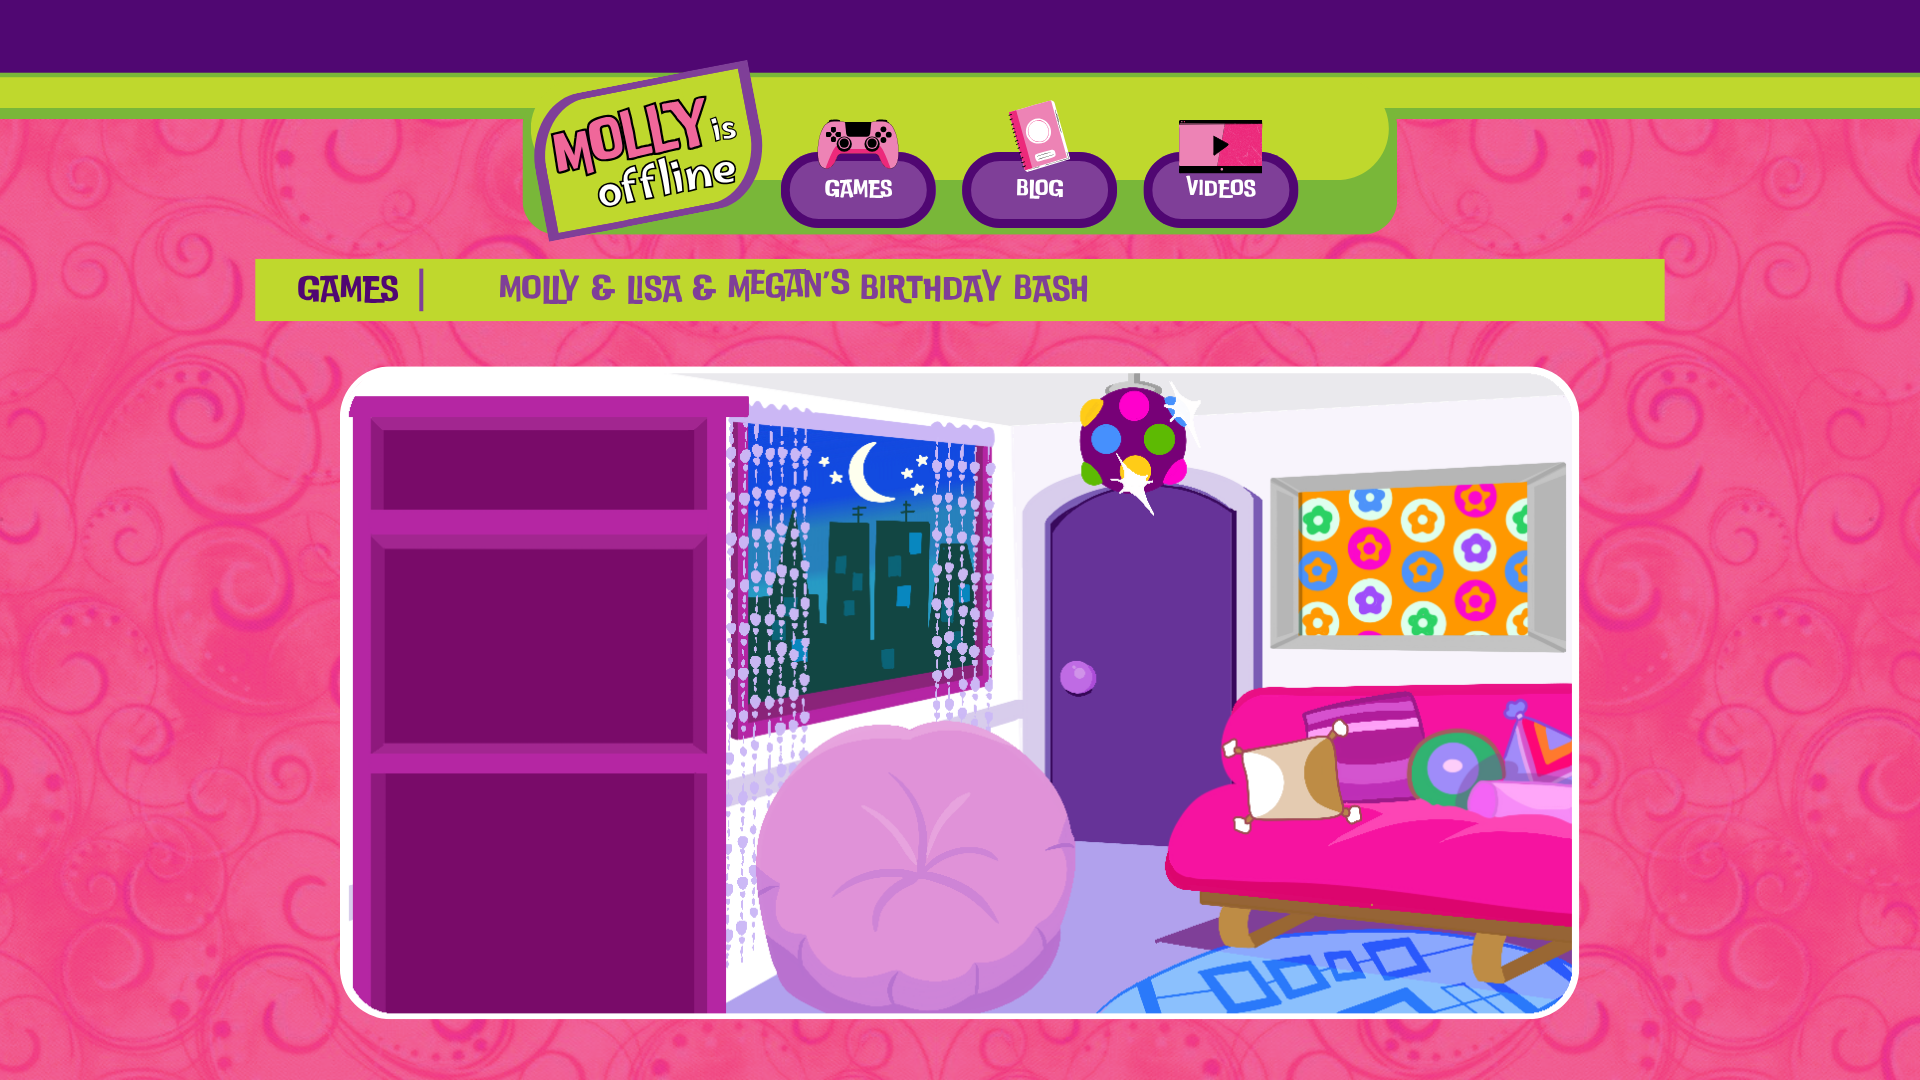 MOLLY is
offline
GAMES
BLOG
VIDEOS
GAMES | MOLLY & LISA & MEGAN'S BIRTHDAY BASH